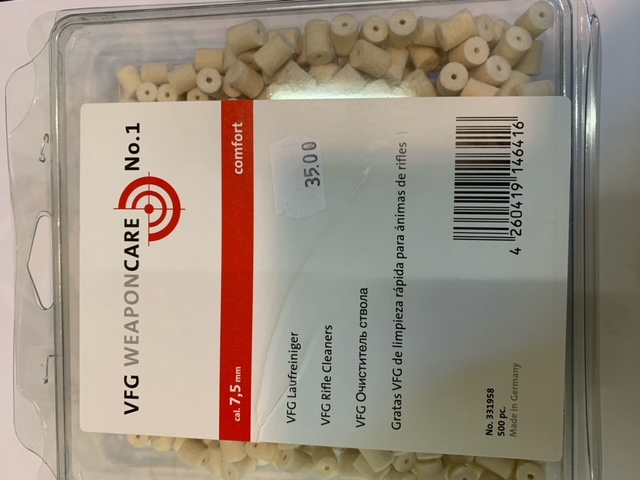 VFG WEAPONCARE No.1
cal. 7,5 mm comfort
35.00
VFG Laufreiniger
VFG Rifle Cleaners
VFG Очиститель ствола
Gratas VFG de limpieza rápida para ánimas de rifles
No. 331958
500 pc.
Made in Germany
4 260419 146416